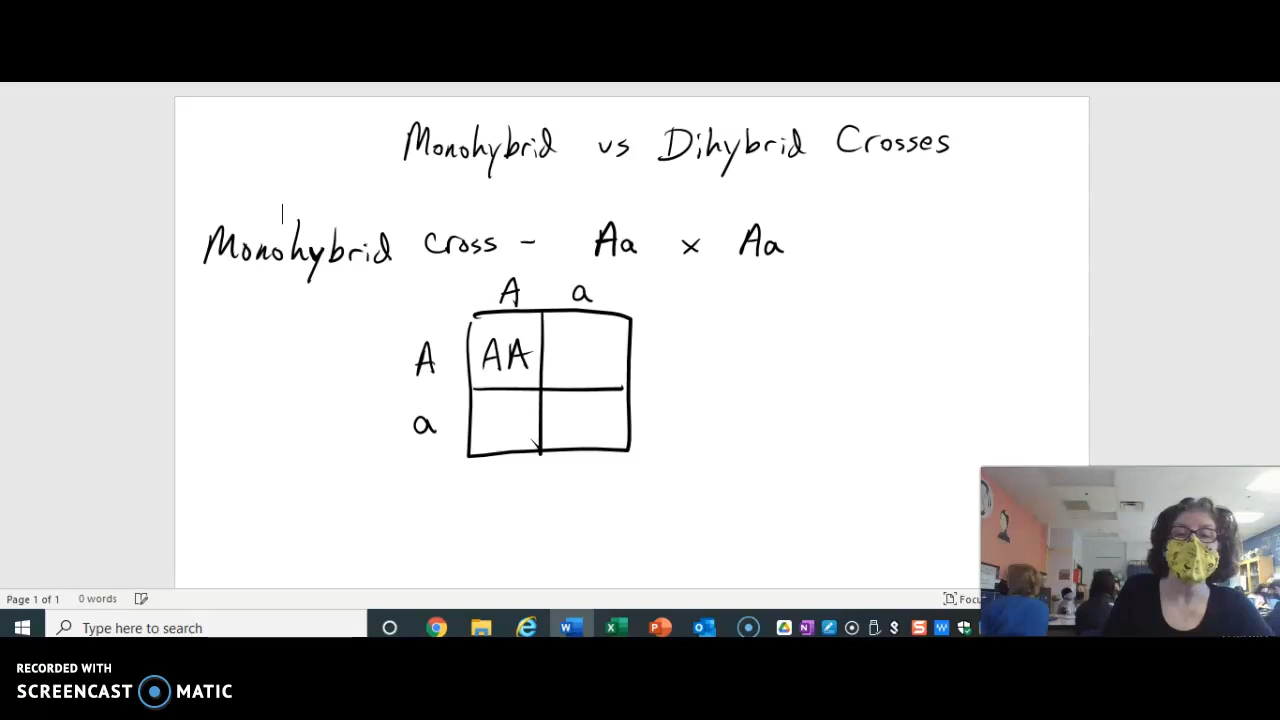 Monohybrid vs Dihybrid Crosses
Monohybrid cross - Aa x Aa
A a
A AA
a
Page 1 of 1 0 words Focu
Type here to search
RECORDED WITH
SCREENCAST MATIC